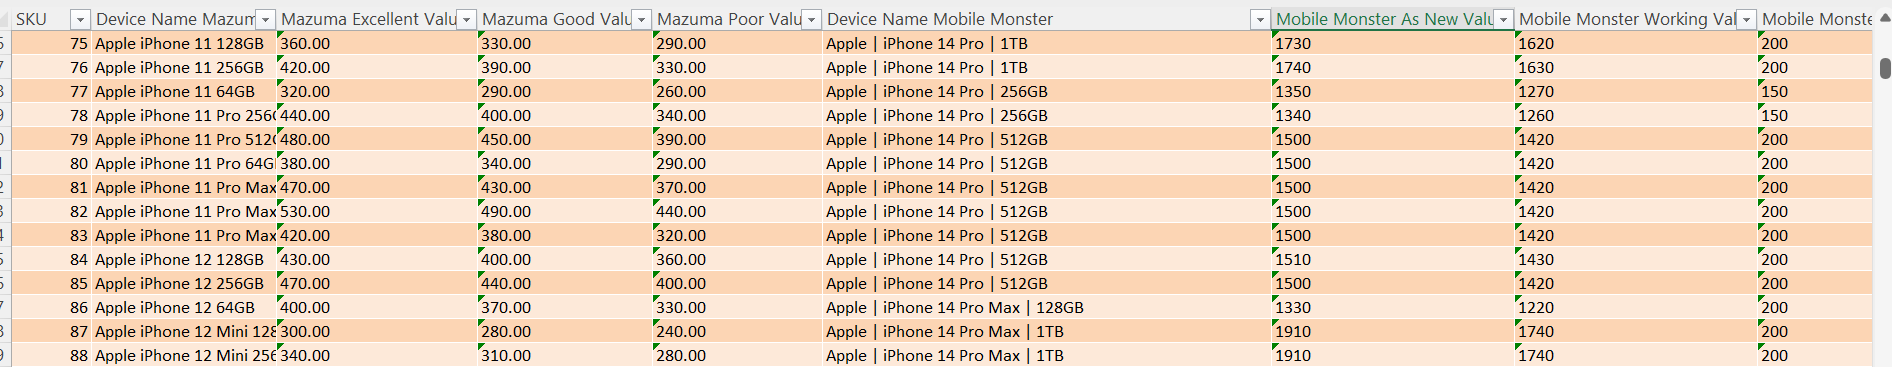 SKU Device Name Mazum Mazuma Excellent Valu Mazuma Good Valu Mazuma Poor Valu Device Name Mobile Monster Mobile Monster As New Valu Mobile Monster Working Val Mobile Monste
75 Apple iPhone 11 128GB 360.00 330.00 290.00 Apple | iPhone 14 Pro | 1TB 1730 1620 200
76 Apple iPhone 11 256GB 420.00 390.00 330.00 Apple | iPhone 14 Pro | 1TB 1740 1630 200
77 Apple iPhone 11 64GB 320.00 290.00 260.00 Apple | iPhone 14 Pro | 256GB 1350 1270 150
78 Apple iPhone 11 Pro 256G 440.00 400.00 340.00 Apple | iPhone 14 Pro | 256GB 1340 1260 150
79 Apple iPhone 11 Pro 512G 480.00 450.00 390.00 Apple | iPhone 14 Pro | 512GB 1500 1420 200
80 Apple iPhone 11 Pro 64G 380.00 340.00 290.00 Apple | iPhone 14 Pro | 512GB 1500 1420 200
81 Apple iPhone 11 Pro Max 470.00 430.00 370.00 Apple | iPhone 14 Pro | 512GB 1500 1420 200
82 Apple iPhone 11 Pro Max 530.00 490.00 440.00 Apple | iPhone 14 Pro | 512GB 1500 1420 200
83 Apple iPhone 11 Pro Max 420.00 380.00 320.00 Apple | iPhone 14 Pro | 512GB 1500 1420 200
84 Apple iPhone 12 128GB 430.00 400.00 360.00 Apple | iPhone 14 Pro | 512GB 1510 1430 200
85 Apple iPhone 12 256GB 470.00 440.00 400.00 Apple | iPhone 14 Pro | 512GB 1500 1420 200
86 Apple iPhone 12 64GB 400.00 370.00 330.00 Apple | iPhone 14 Pro Max | 128GB 1330 1220 200
87 Apple iPhone 12 Mini 128 300.00 280.00 240.00 Apple | iPhone 14 Pro Max | 1TB 1910 1740 200
88 Apple iPhone 12 Mini 256 340.00 310.00 280.00 Apple | iPhone 14 Pro Max | 1TB 1910 1740 200